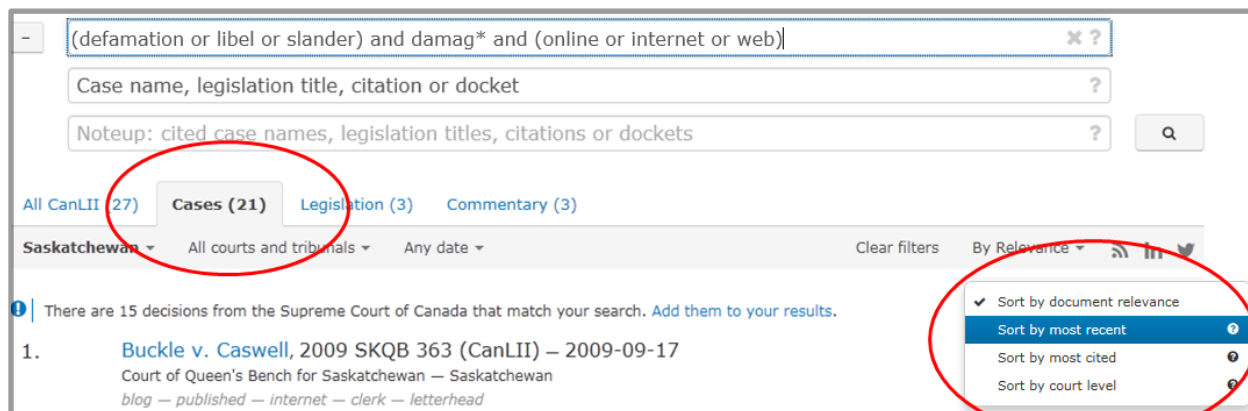 (defamation or libel or slander) and damag* and (online or internet or web)
Case name, legislation title, citation or docket
Noteup: cited case names, legislation titles, citations or dockets
All CanLII (27) Cases (21) Legislation (3) Commentary (3)
Saskatchewan All courts and tribunals Any date Clear filters By Relevance
There are 15 decisions from the Supreme Court of Canada that match your search. Add them to your results.
Sort by document relevance
Sort by most recent
Sort by most cited
Sort by court level
1. Buckle v. Caswell, 2009 SKQB 363 (CanLII) — 2009-09-17
Court of Queen's Bench for Saskatchewan — Saskatchewan
blog — published — internet — clerk — letterhead